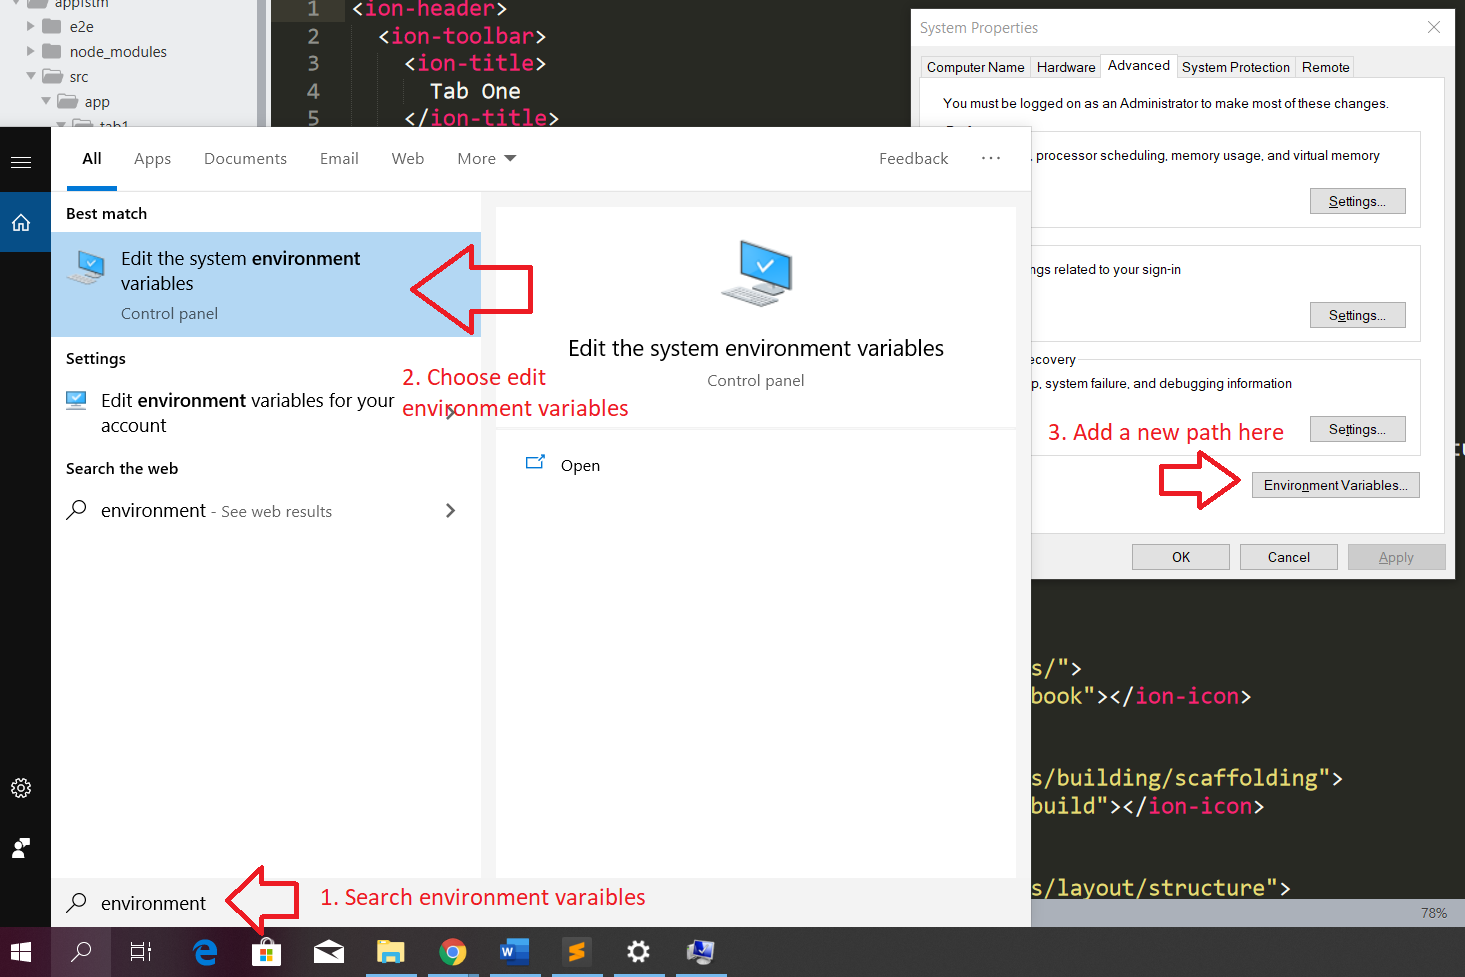 appfstm
e2e
node_modules
src
app
tab1
1 <ion-header>
2 <ion-toolbar>
3 <ion-title>
4 Tab One
5 </ion-title>
System Properties
Computer Name Hardware Advanced System Protection Remote
You must be logged on as an Administrator to make most of these changes.
, processor scheduling, memory usage, and virtual memory
Settings...
ngs related to your sign-in
Settings...
ecovery
p, system failure, and debugging information
3. Add a new path here
Settings...
Environment Variables...
OK Cancel Apply
All Apps Documents Email Web More Feedback ...
Best match
Edit the system environment
variables
Control panel
Settings
Edit environment variables for your
account
Search the web
environment - See web results
Edit the system environment variables
Control panel
2. Choose edit
environment variables
Open
s/">
book"></ion-icon>
s/building/scaffolding">
build"></ion-icon>
s/layout/structure">
78%
environment
1. Search environment varaibles